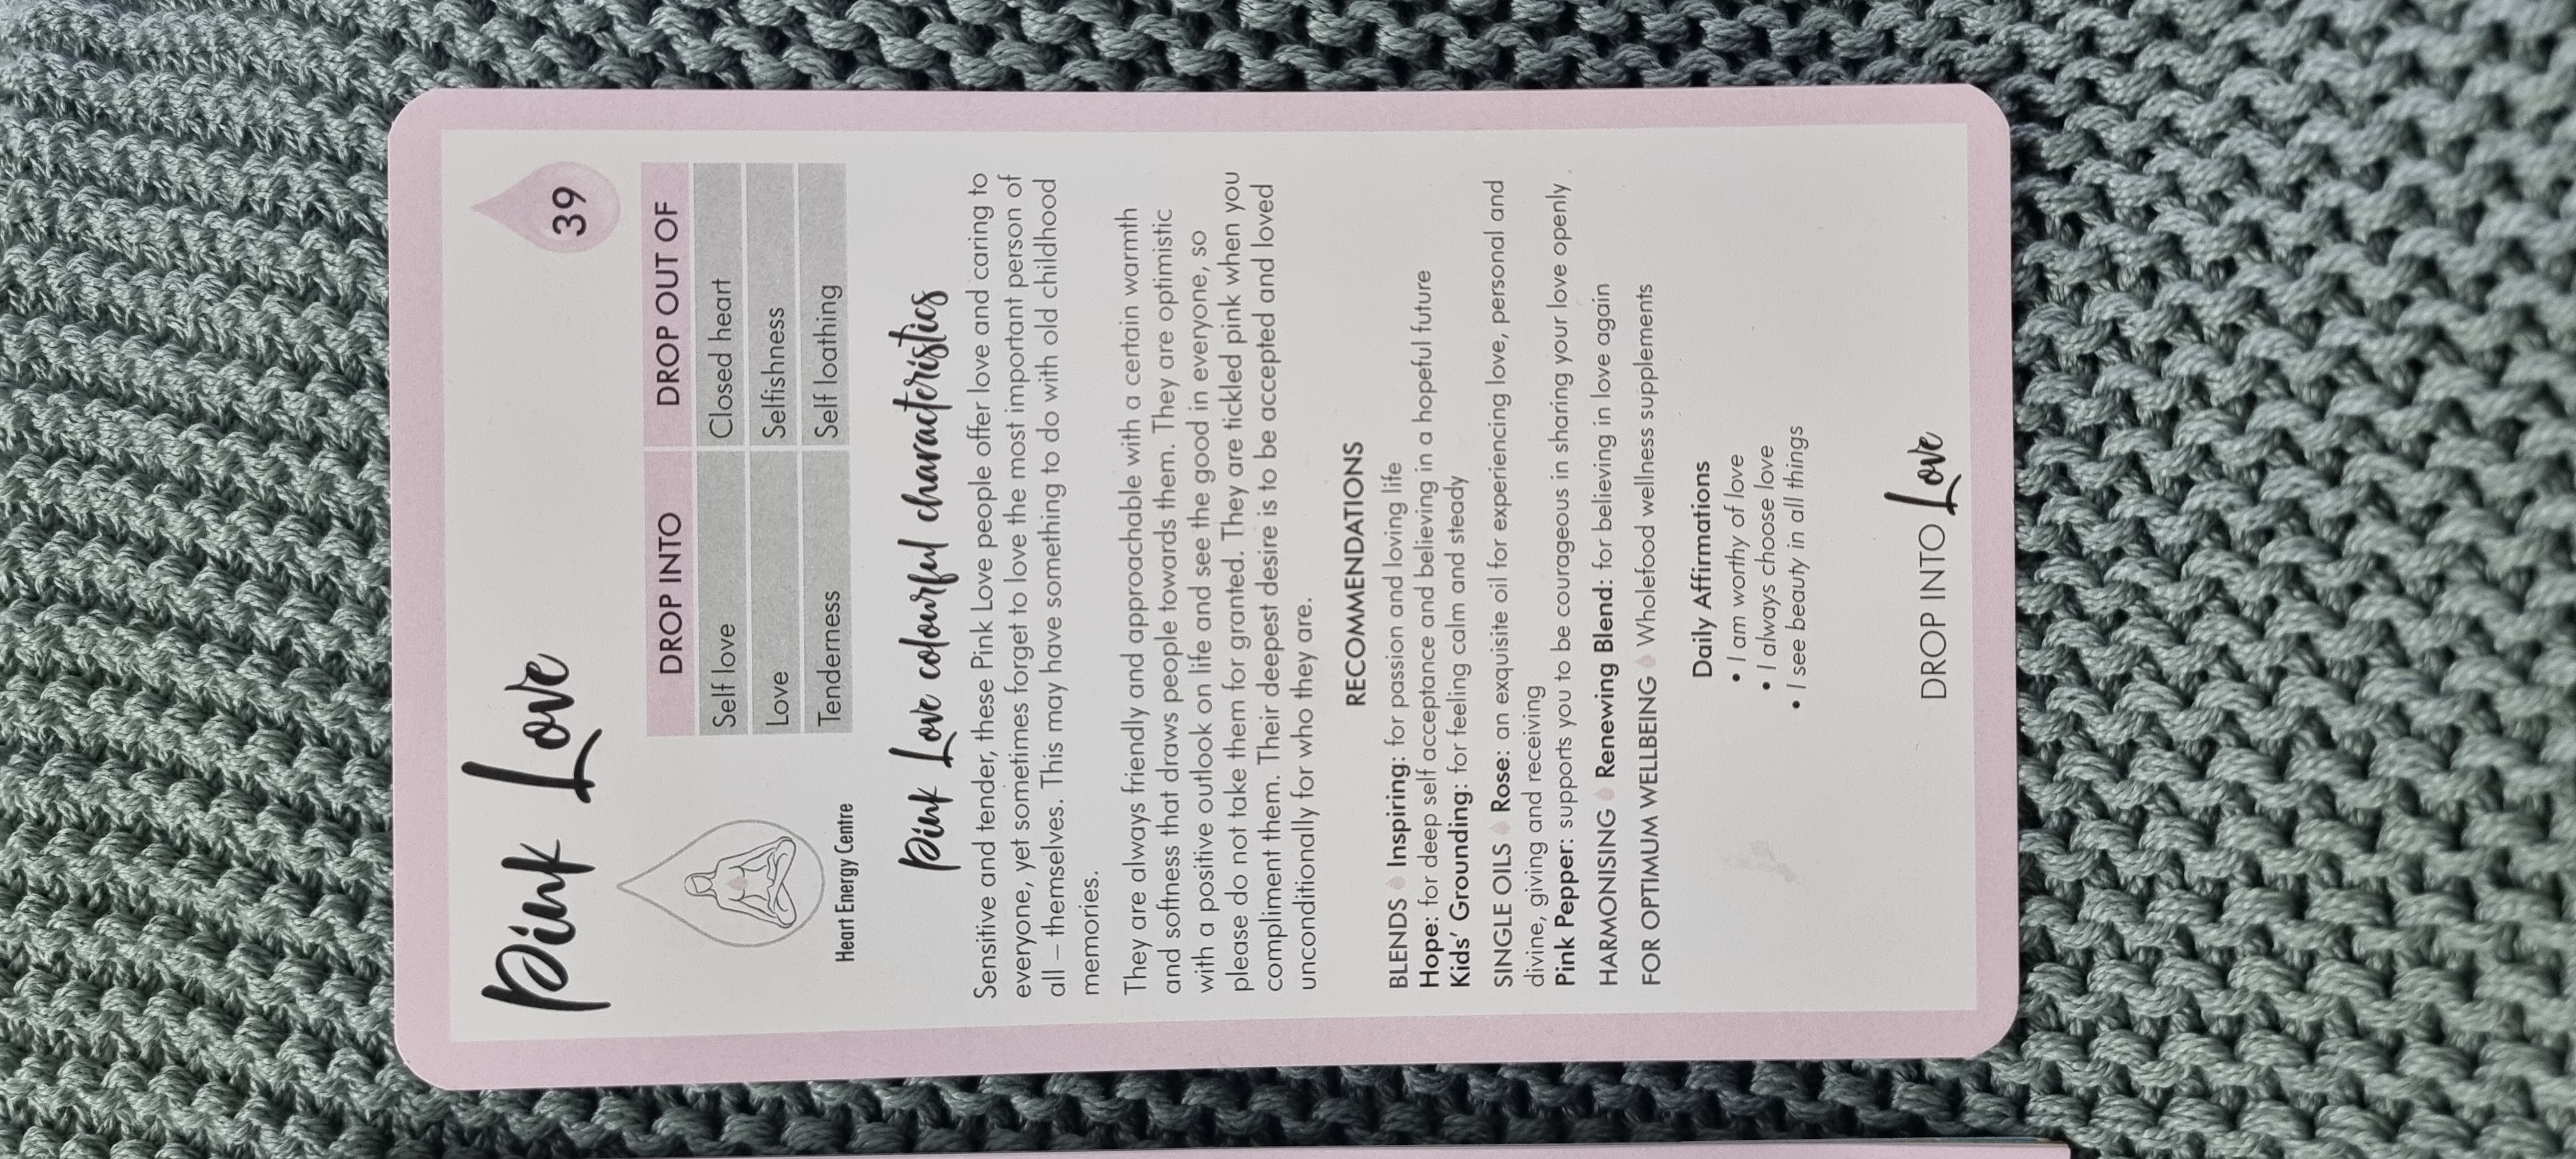 Pink Love
39
Heart Energy Centre
DROP INTO DROP OUT OF
Self love Closed heart
Love Selfishness
Tenderness Self loathing
Pink Love colourful characteristics
Sensitive and tender, these Pink Love people offer love and caring to
everyone, yet sometimes forget to love the most important person of
all – themselves. This may have something to do with old childhood
memories.
They are always friendly and approachable with a certain warmth
and softness that draws people towards them. They are optimistic
with a positive outlook on life and see the good in everyone, so
please do not take them for granted. They are tickled pink when you
compliment them. Their deepest desire is to be accepted and loved
unconditionally for who they are.
RECOMMENDATIONS
BLENDS Inspiring: for passion and loving life
Hope: for deep self acceptance and believing in a hopeful future
Kids' Grounding: for feeling calm and steady
SINGLE OILS Rose: an exquisite oil for experiencing love, personal and
divine, giving and receiving
Pink Pepper: supports you to be courageous in sharing your love openly
HARMONISING Renewing Blend: for believing in love again
FOR OPTIMUM WELLBEING Wholefood wellness supplements
Daily Affirmations
• I am worthy of love
• I always choose love
• I see beauty in all things
DROP INTO Love